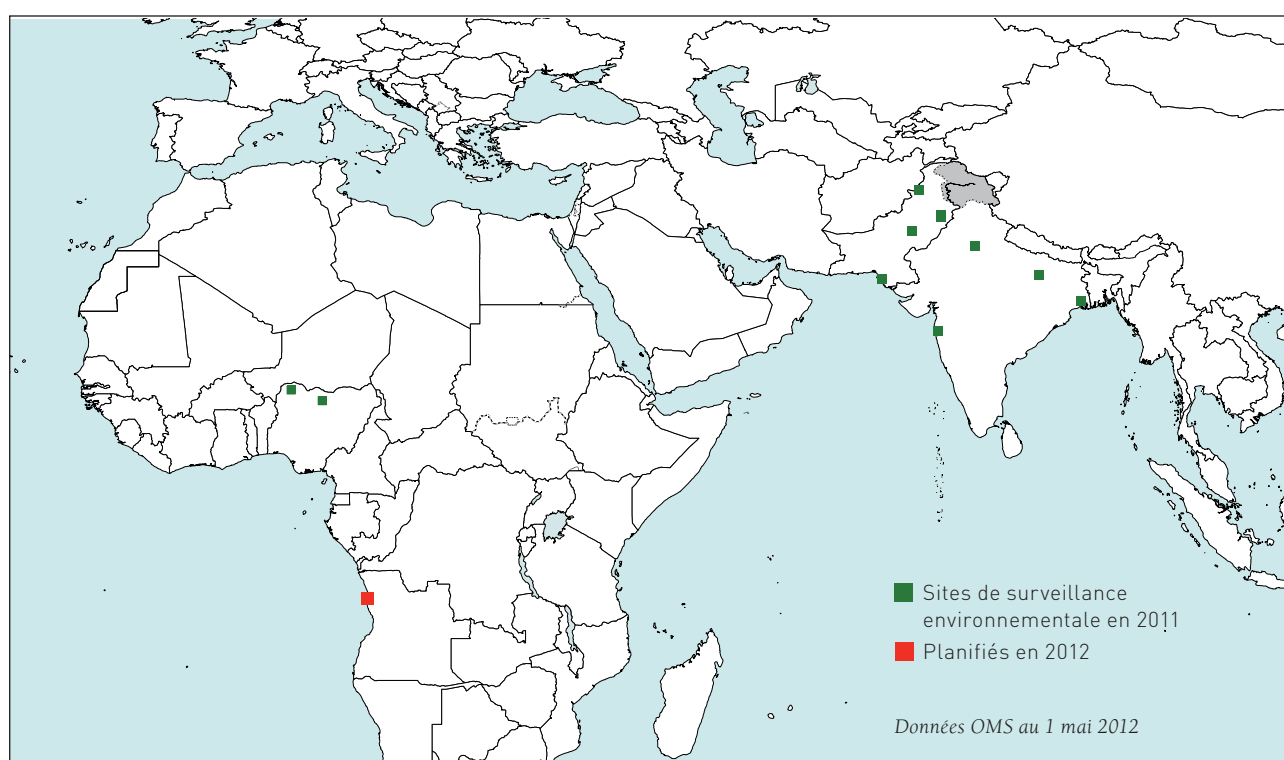 Sites de surveillance
environnementale en 2011
Planifiés en 2012
Données OMS au 1 mai 2012